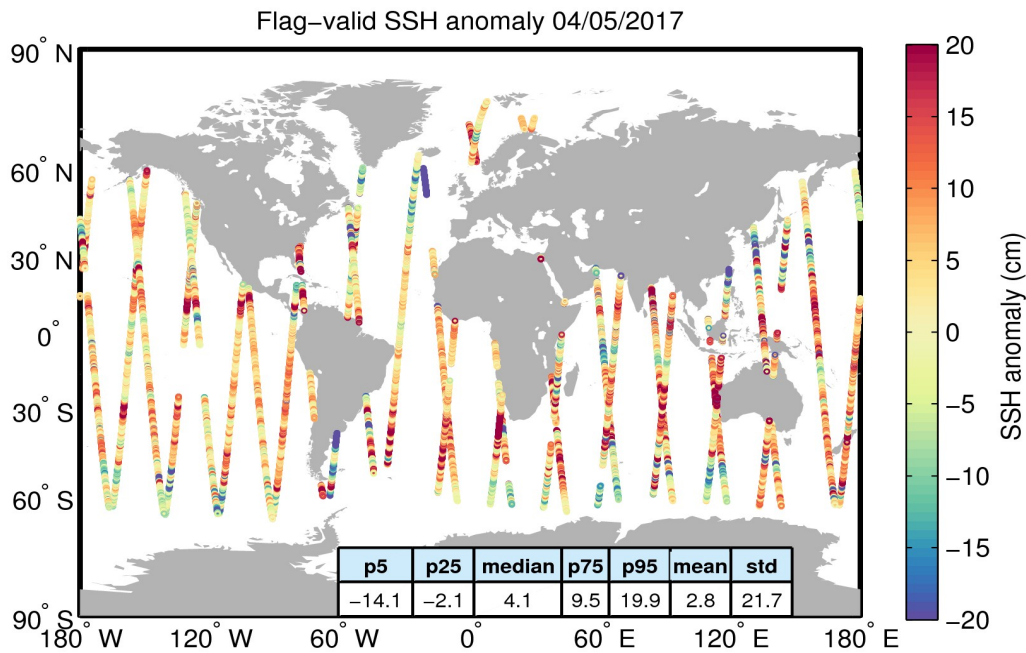 Flag−valid SSH anomaly 04/05/2017
90° N
60° N
30° N
0°
30° S
60° S
90° S
180° W
120° W
60° W
0°
60° E
120° E
180° E
p5 p25 median p75 p95 mean std
−14.1 −2.1 4.1 9.5 19.9 2.8 21.7
20
15
10
5
0
−5
−10
−15
−20
SSH anomaly (cm)